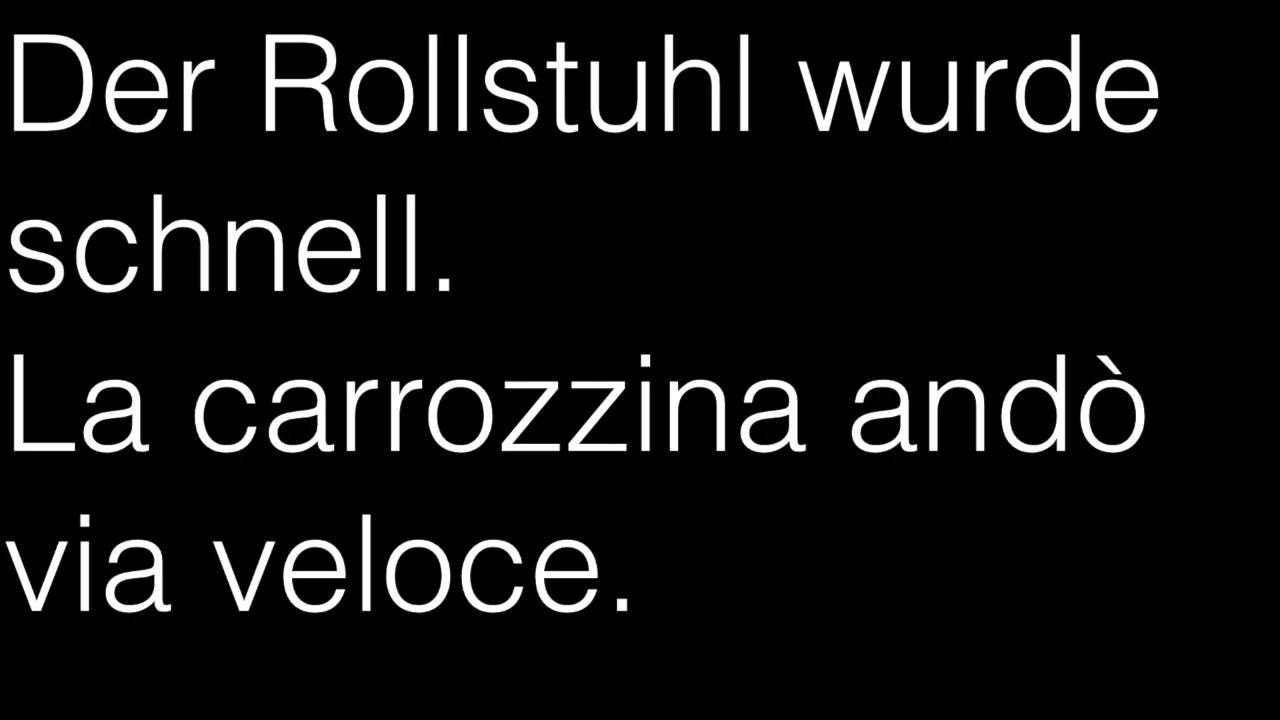 Der Rollstuhl wurde
schnell.
La carrozzina andò
via veloce.